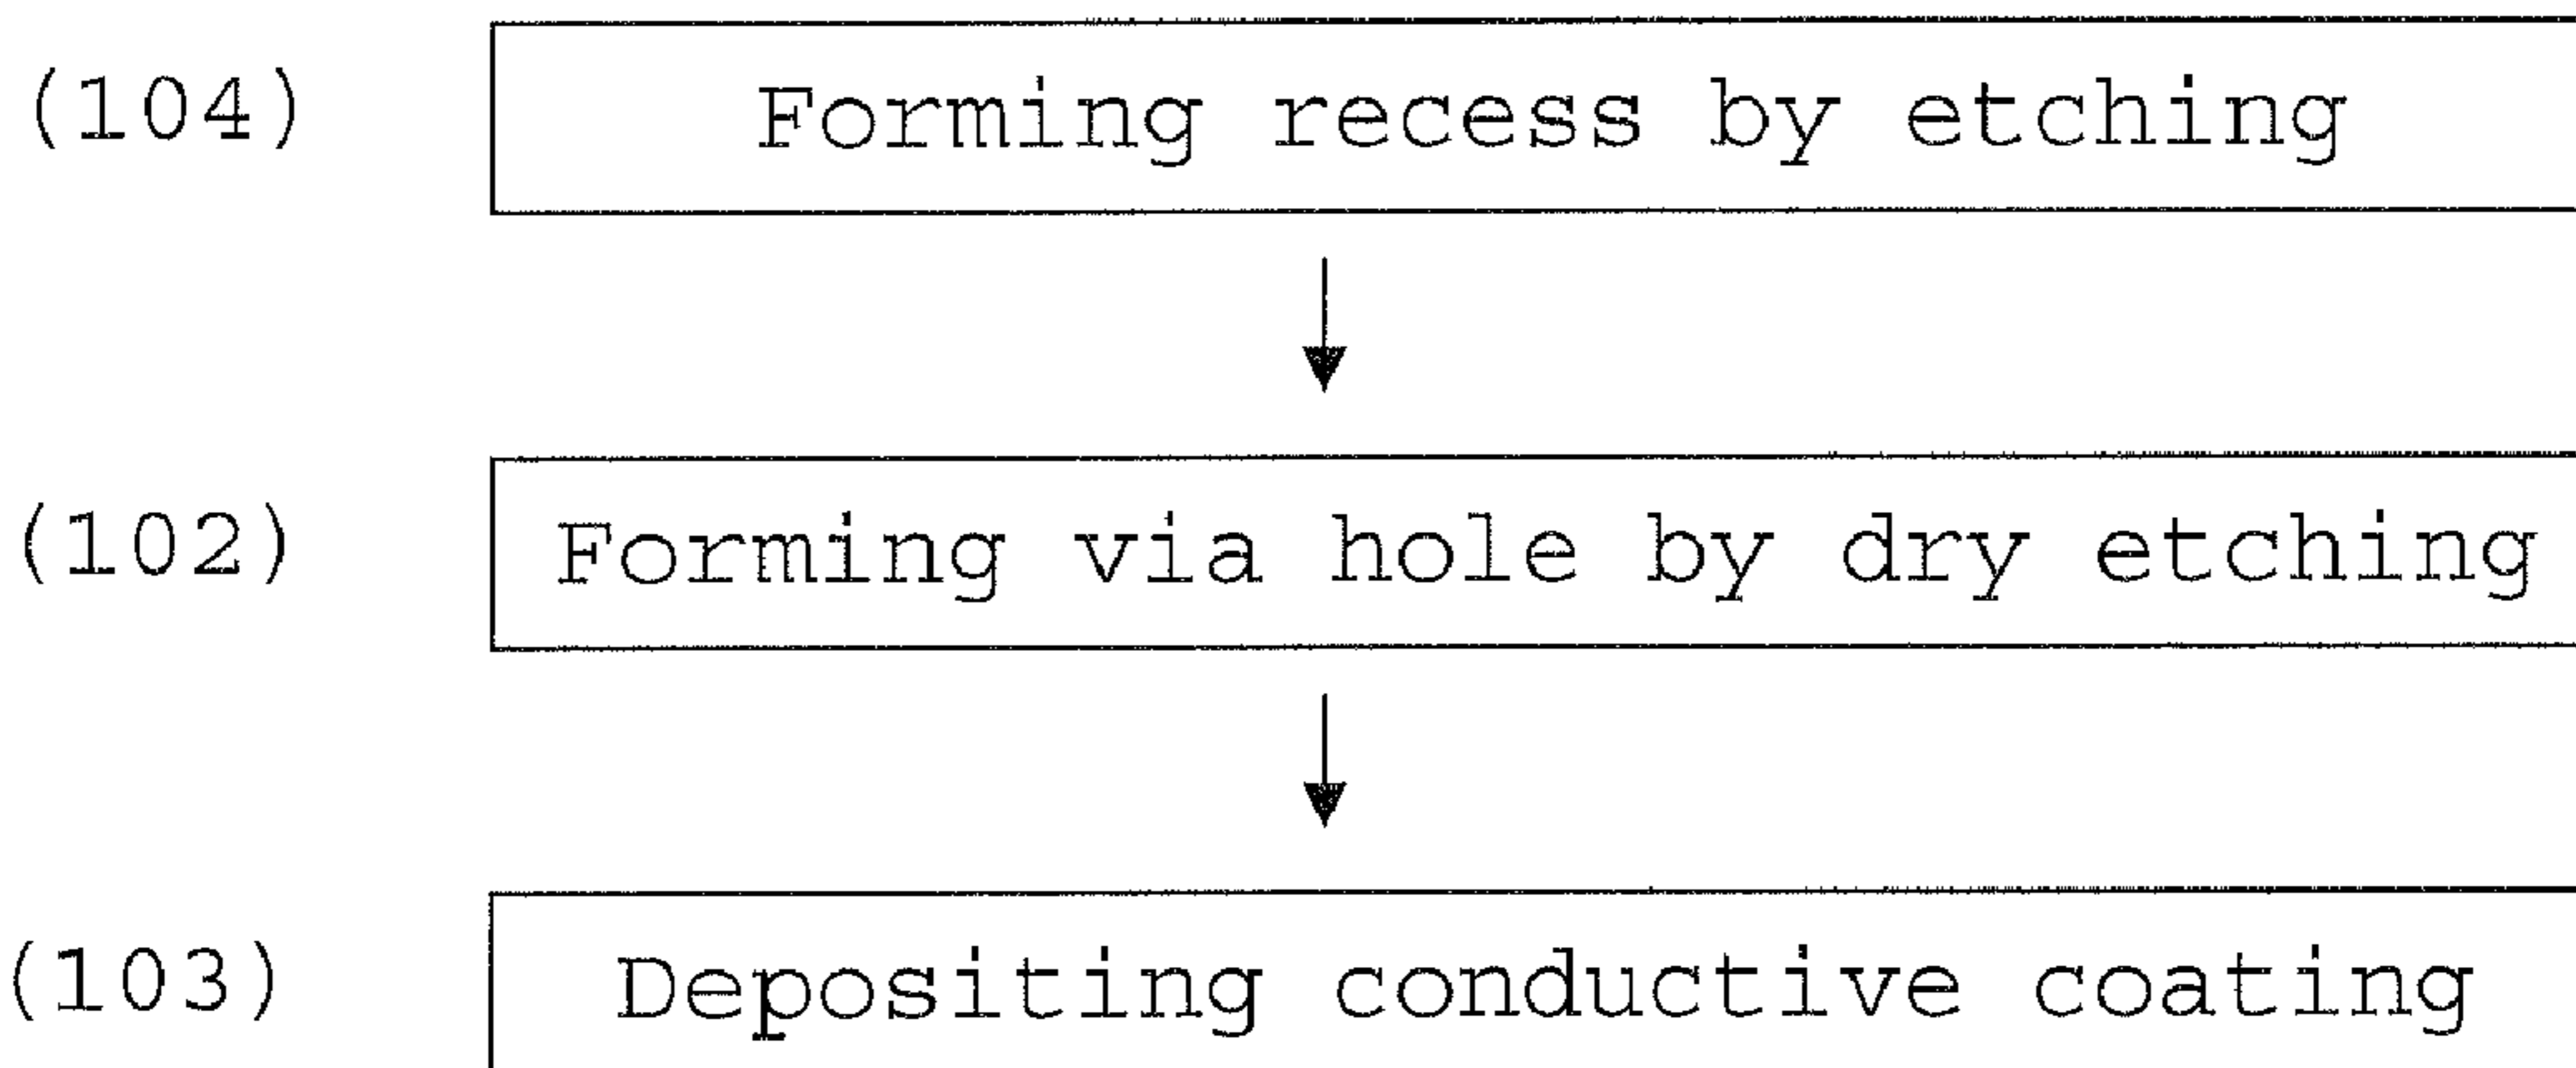 (104) Forming recess by etching
(102) Forming via hole by dry etching
(103) Depositing conductive coating